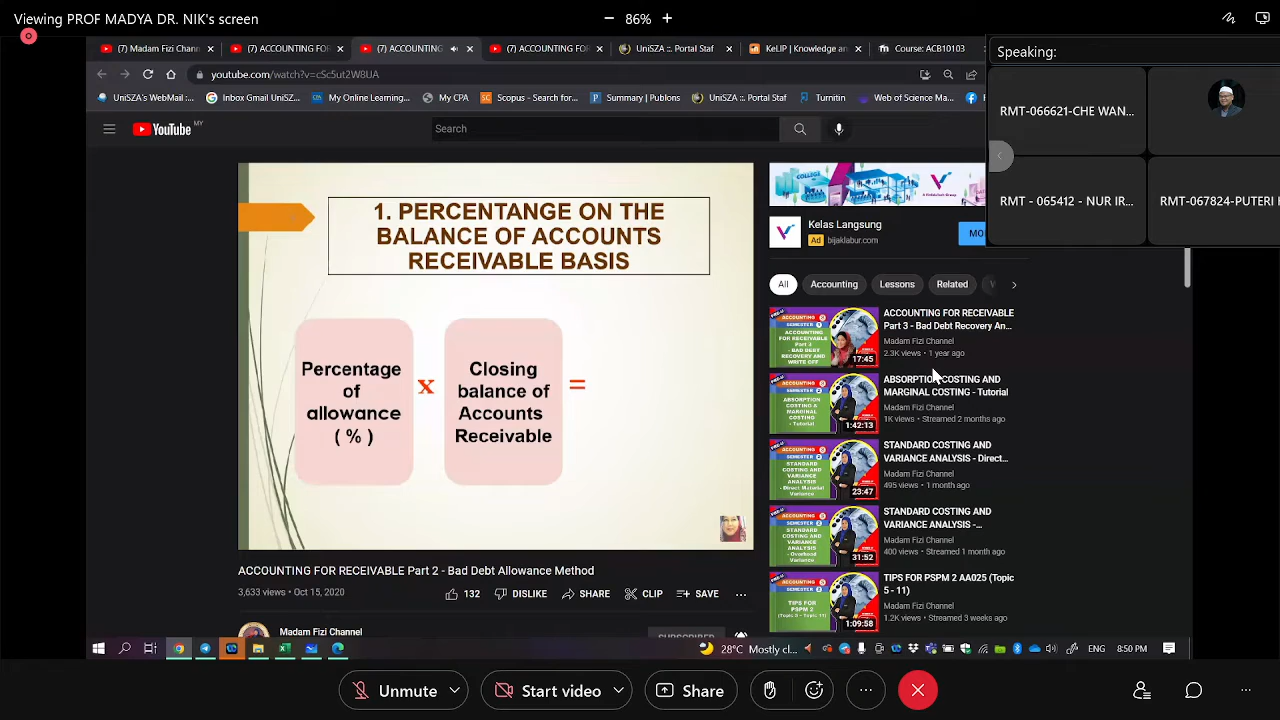 Viewing PROF MADYA DR. NIK's screen
86%
(7) Madam Fizi Chann
(7) ACCOUNTING FOR
(7) ACCOUNTING
(7) ACCOUNTING FO
UniSZA :: Portal Staf
KeLIP | Knowledge an
Course: ACB10103
youtube.com/watch?v=cSc5ut2W8UA
UniSZA's WebMail :...
Inbox Gmail UniSZ...
My Online Learning...
My CPA
Scopus - Search for...
Summary | Publons
UniSZA :: Portal Staf
Turnitin
Web of Science Ma...
Speaking:
RMT-066621-CHE WAN...
RMT - 065412 - NUR IR...
RMT-067824-PUTERI
YouTube MY
Search
1. PERCENTANGE ON THE
BALANCE OF ACCOUNTS
RECEIVABLE BASIS
Percentage
of
allowance
( % )
x
Closing
balance of
Accounts
Receivable
=
ACCOUNTING FOR RECEIVABLE Part 2 - Bad Debt Allowance Method
3,633 views • Oct 15, 2020
132
DISLIKE
SHARE
CLIP
SAVE
Madam Fizi Channel
SUBSCRIBED
COLLEGE
Kelas Langsung
Ad bijaklabur.com
MO
All
Accounting
Lessons
Related
ACCOUNTING FOR RECEIVABLE
Part 3 - Bad Debt Recovery An...
2.3K views • 1 year ago
17:45
ABSORPTION COSTING AND
MARGINAL COSTING - Tutorial
Madam Fizi Channel
1K views • Streamed 2 months ago
1:42:13
STANDARD COSTING AND
VARIANCE ANALYSIS - Direct...
Madam Fizi Channel
495 views • 1 month ago
23:47
STANDARD COSTING AND
VARIANCE ANALYSIS -...
Madam Fizi Channel
400 views • Streamed 1 month ago
31:52
TIPS FOR PSPM 2 AA025 (Topic
5 - 11)
Madam Fizi Channel
1.2K views • Streamed 3 weeks ago
1:09:58
28°C Mostly cl...
ENG
8:50 PM
Unmute
Start video
Share